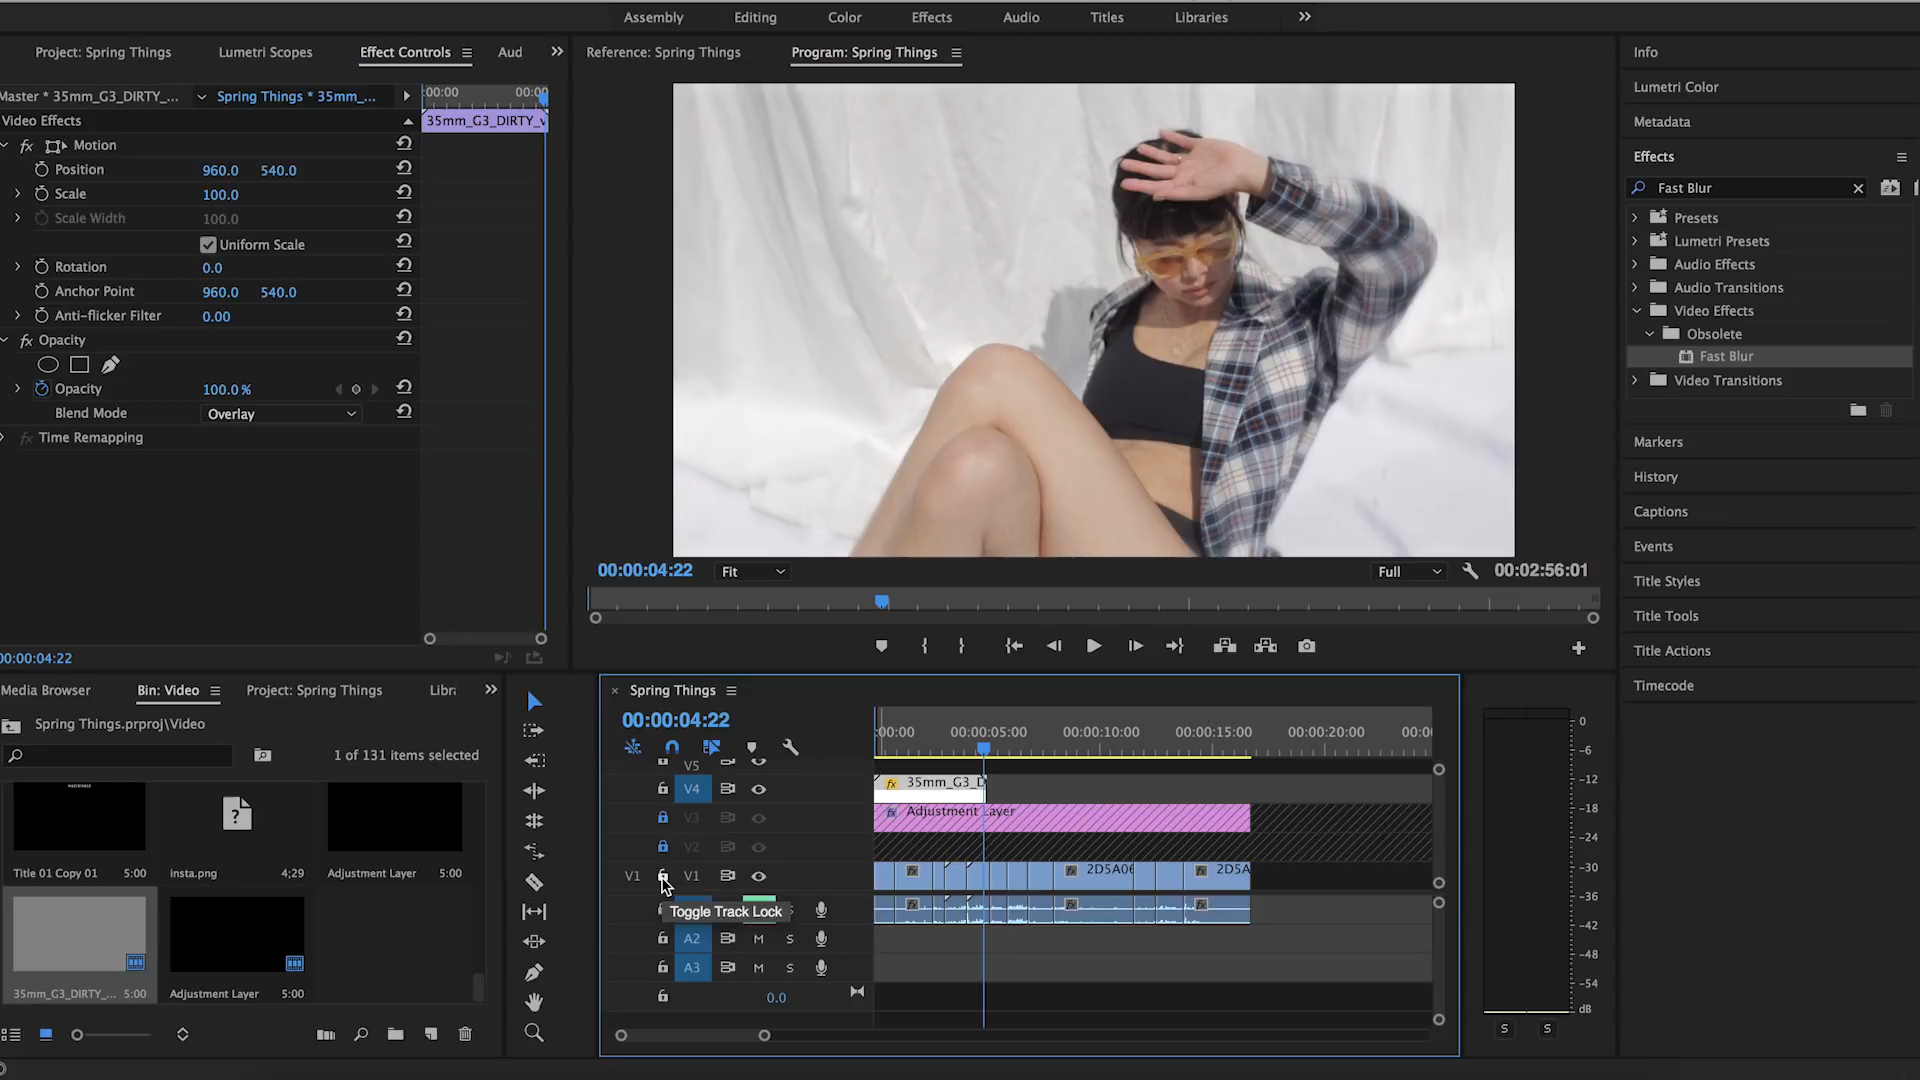 Assembly Editing Color Effects Audio Titles Libraries
Project: Spring Things Lumetri Scopes Effect Controls Aud
Reference: Spring Things Program: Spring Things
Master * 35mm_G3_DIRTY_... Spring Things * 35mm_...
:00:00 00:00
Video Effects
35mm_G3_DIRTY_v
fx Motion
Position 960.0 540.0
Scale 100.0
Scale Width 100.0
Uniform Scale
Rotation 0.0
Anchor Point 960.0 540.0
Anti-flicker Filter 0.00
fx Opacity
Opacity 100.0 %
Blend Mode Overlay
fx Time Remapping
00:00:04:22
00:00:04:22 Fit Full 00:02:56:01
Info
Lumetri Color
Metadata
Effects
Fast Blur
Presets
Lumetri Presets
Audio Effects
Audio Transitions
Video Effects
Obsolete
Fast Blur
Video Transitions
Markers
History
Captions
Events
Title Styles
Title Tools
Title Actions
Timecode
Media Browser Bin: Video Project: Spring Things Libr
Spring Things.prproj\Video
1 of 131 items selected
Title 01 Copy 01 5:00
?
insta.png 4;29
Adjustment Layer 5:00
35mm_G3_DIRTY_... 5:00
Adjustment Layer 5:00
× Spring Things
00:00:04:22
:00:00 00:00:05:00 00:00:10:00 00:00:15:00 00:00:20:00 00:0
V5
V4 fx 35mm_G3_D
V3 fx Adjustment Layer
V2
V1 V1 fx fx 2D5A06 fx 2D5A
Toggle Track Lock S fx fx fx
A2 M S
A3 M S
0.0
0
-6
-12
-18
-24
-30
-36
-42
-48
-54
dB
S S